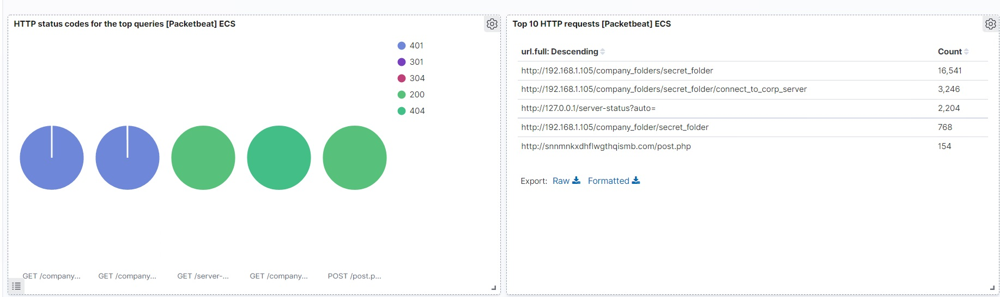 HTTP status codes for the top queries [Packetbeat] ECS
401
301
304
200
404
GET /company...
GET /company...
GET /server-...
GET /company...
POST /post.p...
Top 10 HTTP requests [Packetbeat] ECS
url.full: Descending Count
http://192.168.1.105/company_folders/secret_folder 16,541
http://192.168.1.105/company_folders/secret_folder/connect_to_corp_server 3,246
http://127.0.0.1/server-status?auto= 2,204
http://192.168.1.105/company_folder/secret_folder 768
http://snnmnkxdhflwgthqismb.com/post.php 154
Export: Raw Formatted